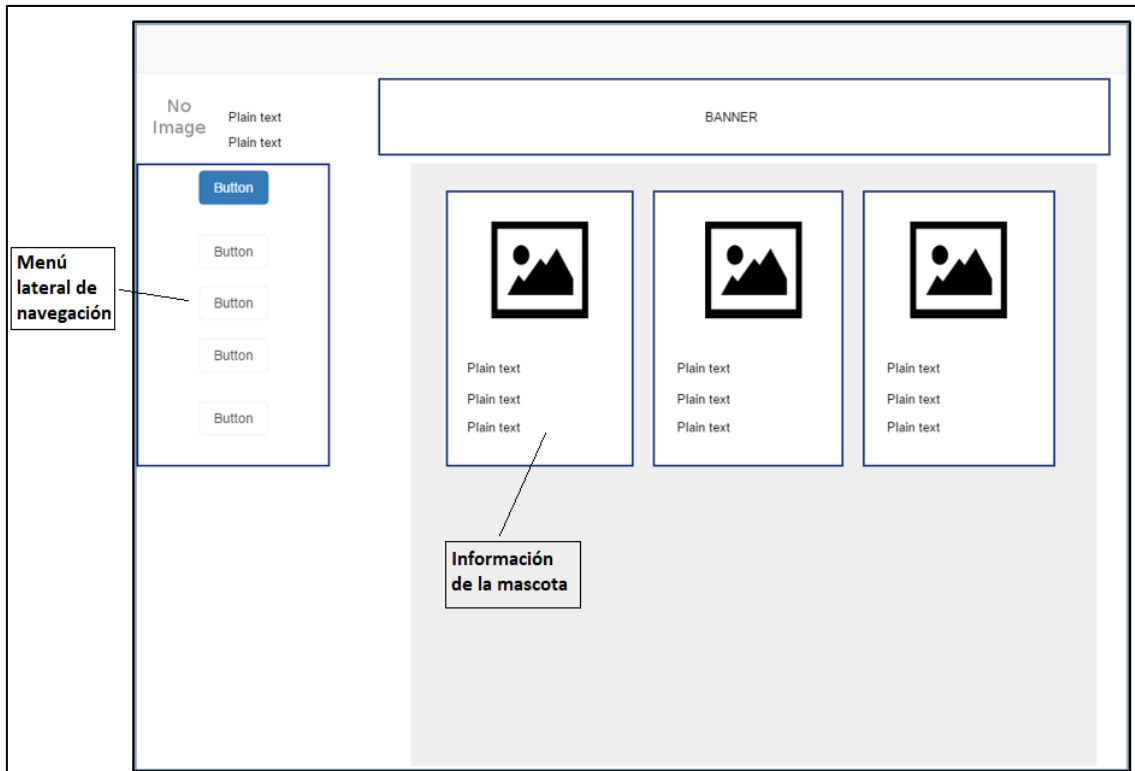 No
Image
Plain text
Plain text
BANNER
Button
Button
Button
Button
Button
Menú
lateral de
navegación
Plain text
Plain text
Plain text
Plain text
Plain text
Plain text
Plain text
Plain text
Plain text
Información
de la mascota